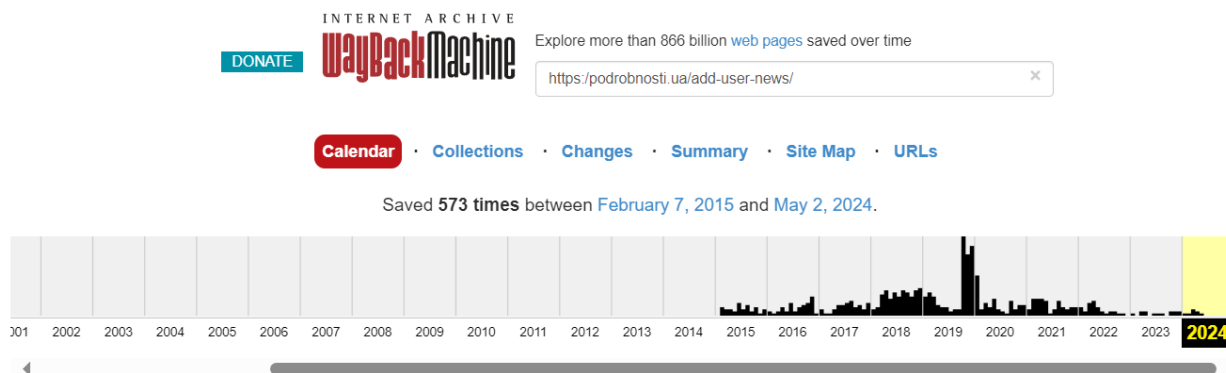 INTERNET ARCHIVE
WayBackMachine
DONATE
Explore more than 866 billion web pages saved over time
https:/podrobnosti.ua/add-user-news/ ×
Calendar · Collections · Changes · Summary · Site Map · URLs
Saved 573 times between February 7, 2015 and May 2, 2024.
001 2002 2003 2004 2005 2006 2007 2008 2009 2010 2011 2012 2013 2014 2015 2016 2017 2018 2019 2020 2021 2022 2023 2024